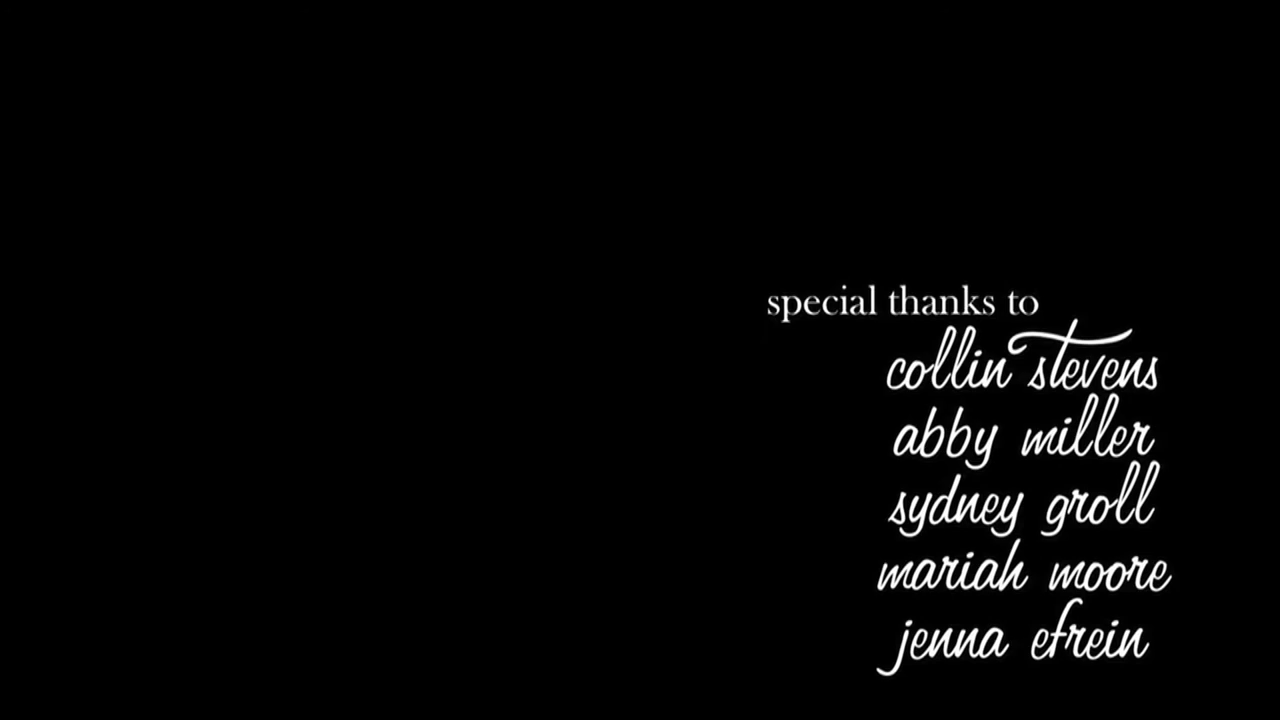 special thanks to
collin stevens
abby miller
sydney groll
mariah moore
jenna efrein